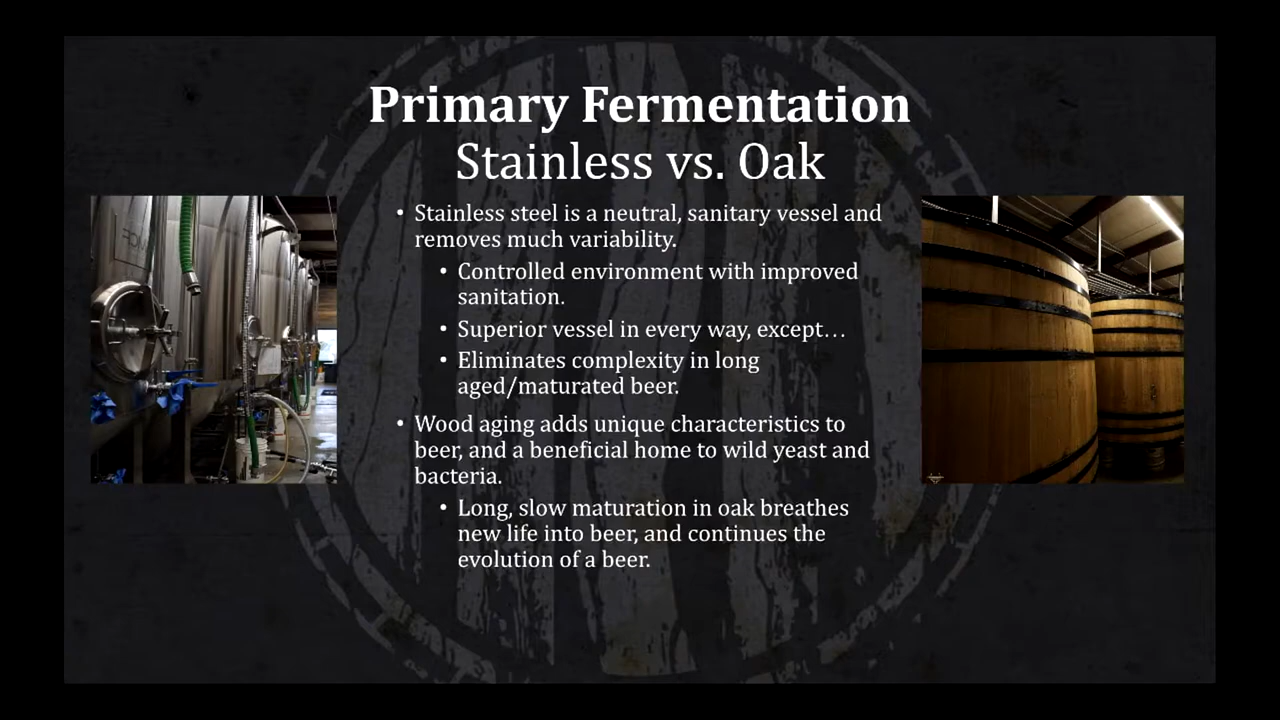 Primary Fermentation
Stainless vs. Oak
• Stainless steel is a neutral, sanitary vessel and
removes much variability.
• Controlled environment with improved
sanitation.
• Superior vessel in every way, except…
• Eliminates complexity in long
aged/maturated beer.
• Wood aging adds unique characteristics to
beer, and a beneficial home to wild yeast and
bacteria.
• Long, slow maturation in oak breathes
new life into beer, and continues the
evolution of a beer.